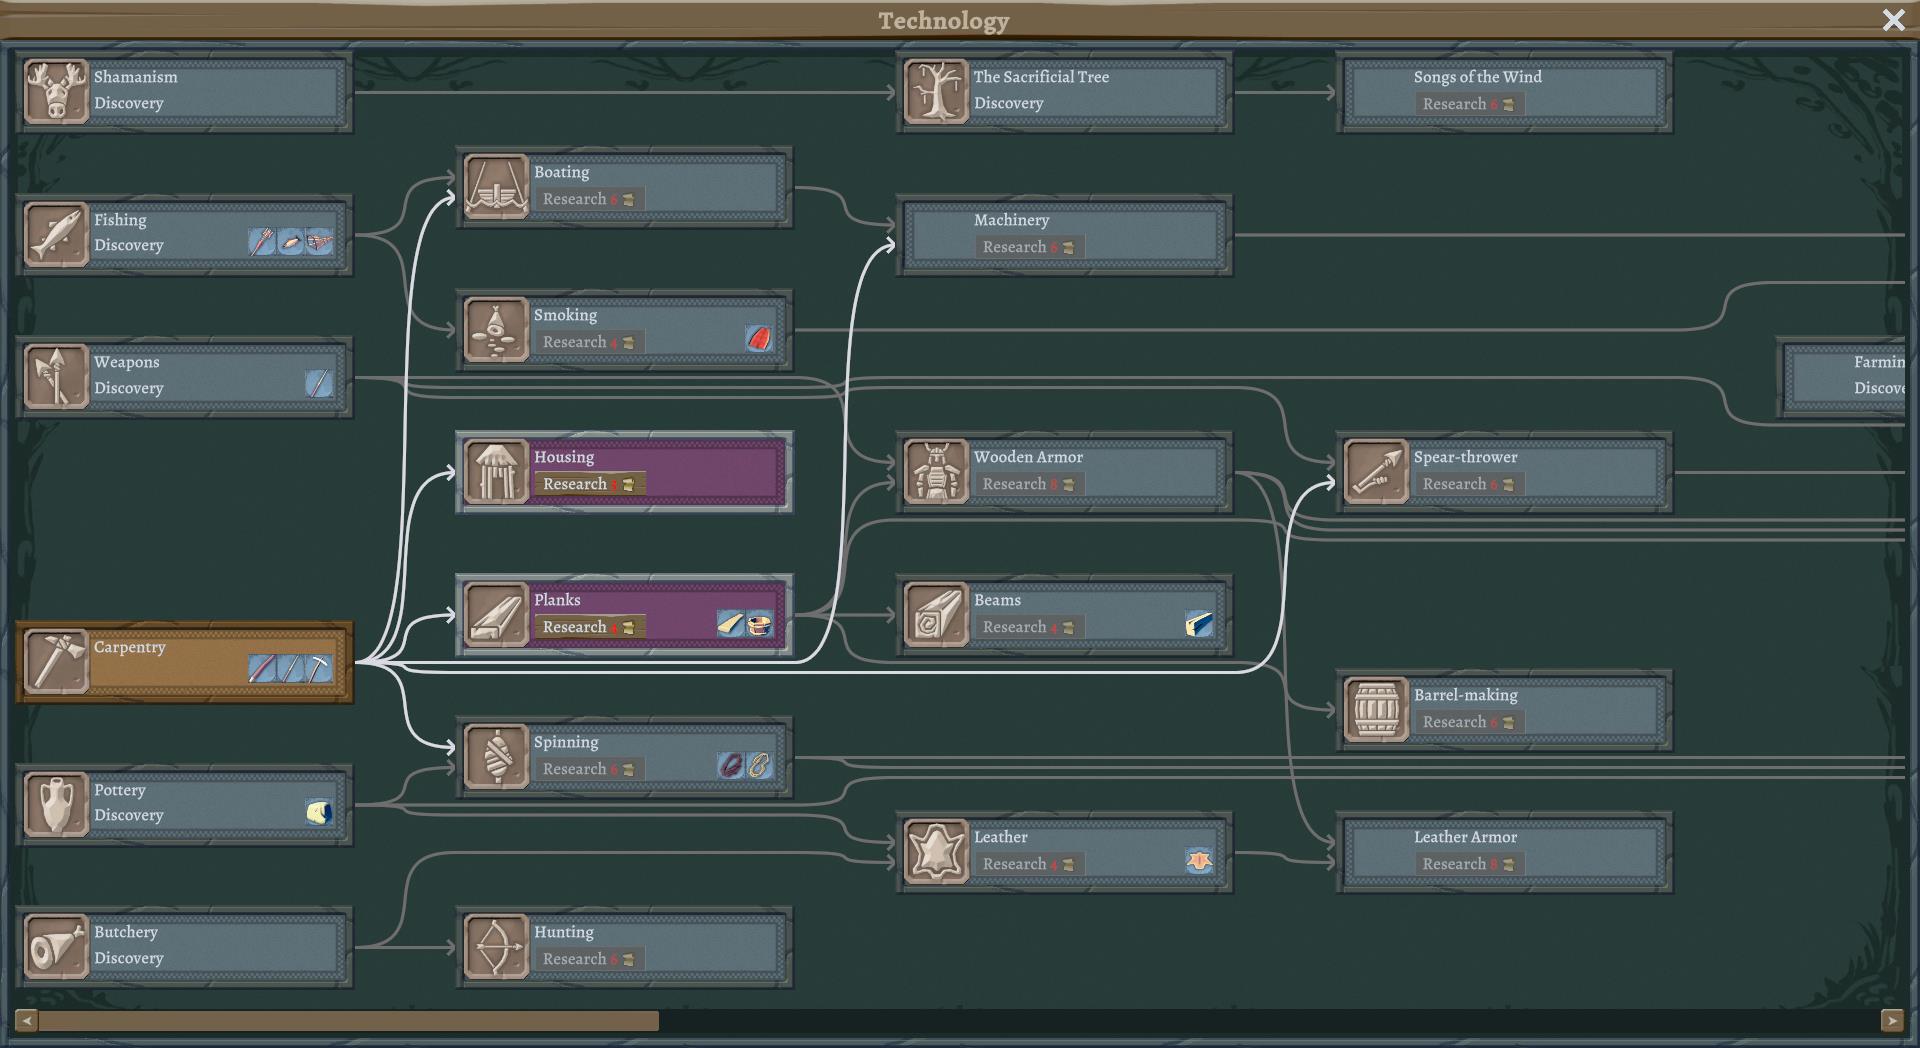 Technology
Shamanism
Discovery
The Sacrificial Tree
Discovery
Songs of the Wind
Research 6
Boating
Research 6
Fishing
Discovery
Machinery
Research 6
Smoking
Research 4
Weapons
Discovery
Farmin
Discove
Housing
Research
Wooden Armor
Research 8
Spear-thrower
Research 6
Planks
Research 4
Beams
Research 4
Carpentry
Barrel-making
Research 6
Spinning
Research 6
Pottery
Discovery
Leather
Research 4
Leather Armor
Research 8
Butchery
Discovery
Hunting
Research 6